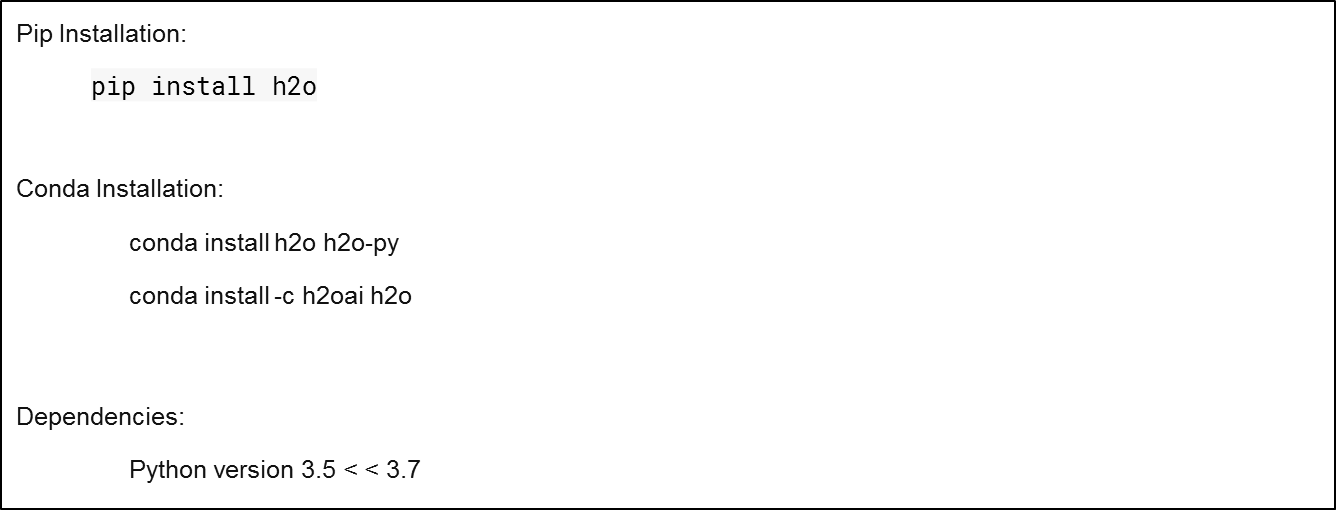 Pip Installation:
pip install h2o
Conda Installation:
conda install h2o h2o-py
conda install -c h2oai h2o
Dependencies:
Python version 3.5 < < 3.7